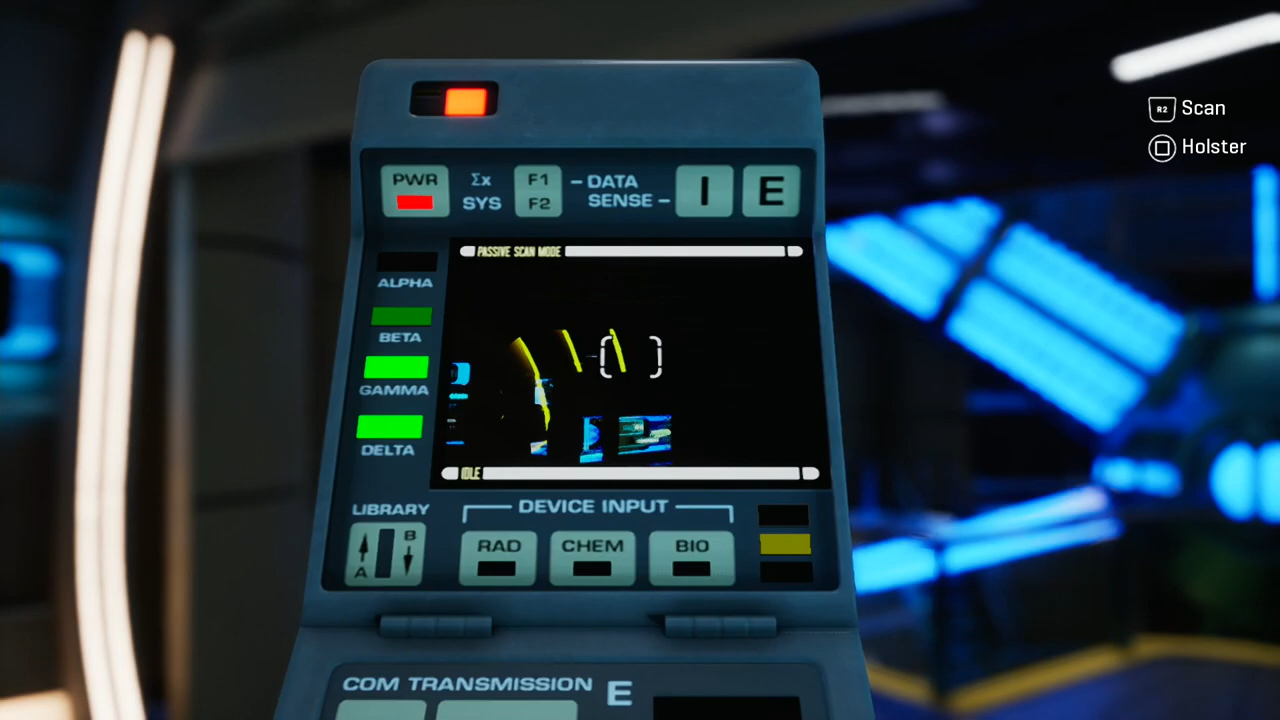 R2 Scan
Holster
PWR
Σx
SYS
F1
F2
– DATA
SENSE –
I
E
PASSIVE SCAN MODE
ALPHA
BETA
GAMMA
DELTA
IDLE
LIBRARY
B
A
DEVICE INPUT
RAD
CHEM
BIO
COM TRANSMISSION
E